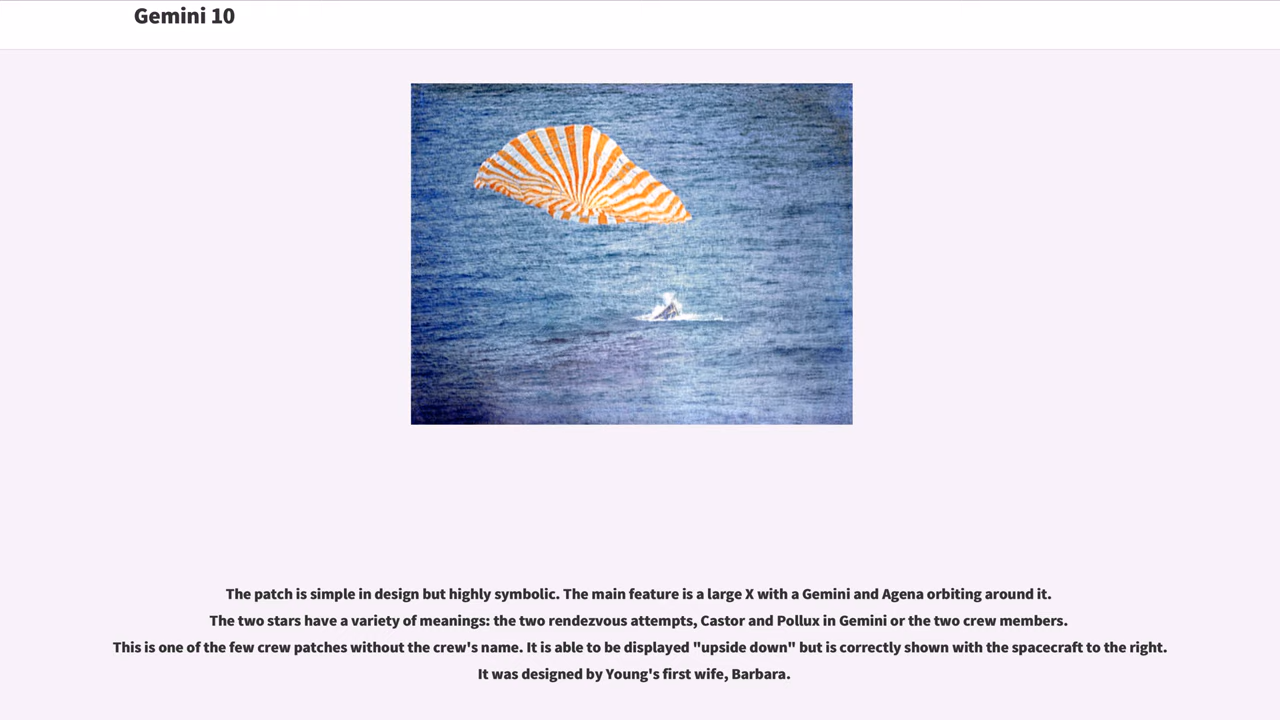 Gemini 10
The patch is simple in design but highly symbolic. The main feature is a large X with a Gemini and Agena orbiting around it.
The two stars have a variety of meanings: the two rendezvous attempts, Castor and Pollux in Gemini or the two crew members.
This is one of the few crew patches without the crew's name. It is able to be displayed "upside down" but is correctly shown with the spacecraft to the right.
It was designed by Young's first wife, Barbara.